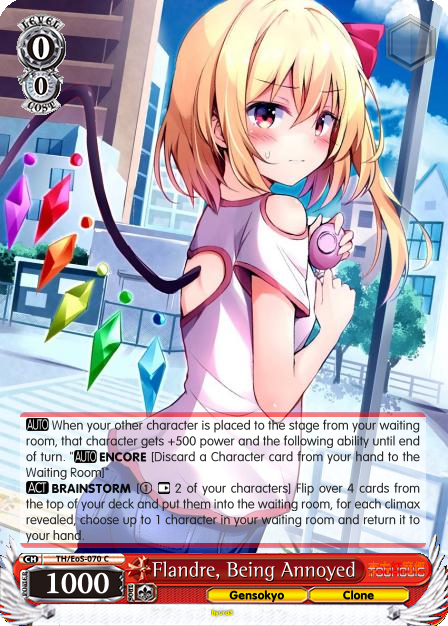 LEVEL
0
0
COST
AUTO When your other character is placed to the stage from your waiting
room, that character gets +500 power and the following ability until end
of turn. "AUTO ENCORE [Discard a Character card from your hand to the
Waiting Room]"
ACT BRAINSTORM [① 2 of your characters] Flip over 4 cards from
the top of your deck and put them into the waiting room, for each climax
revealed, choose up to 1 character in your waiting room and return it to
your hand.
CH TH/EoS-070 C
POWER 1000 SOUL Flandre, Being Annoyed
Gensokyo Clone